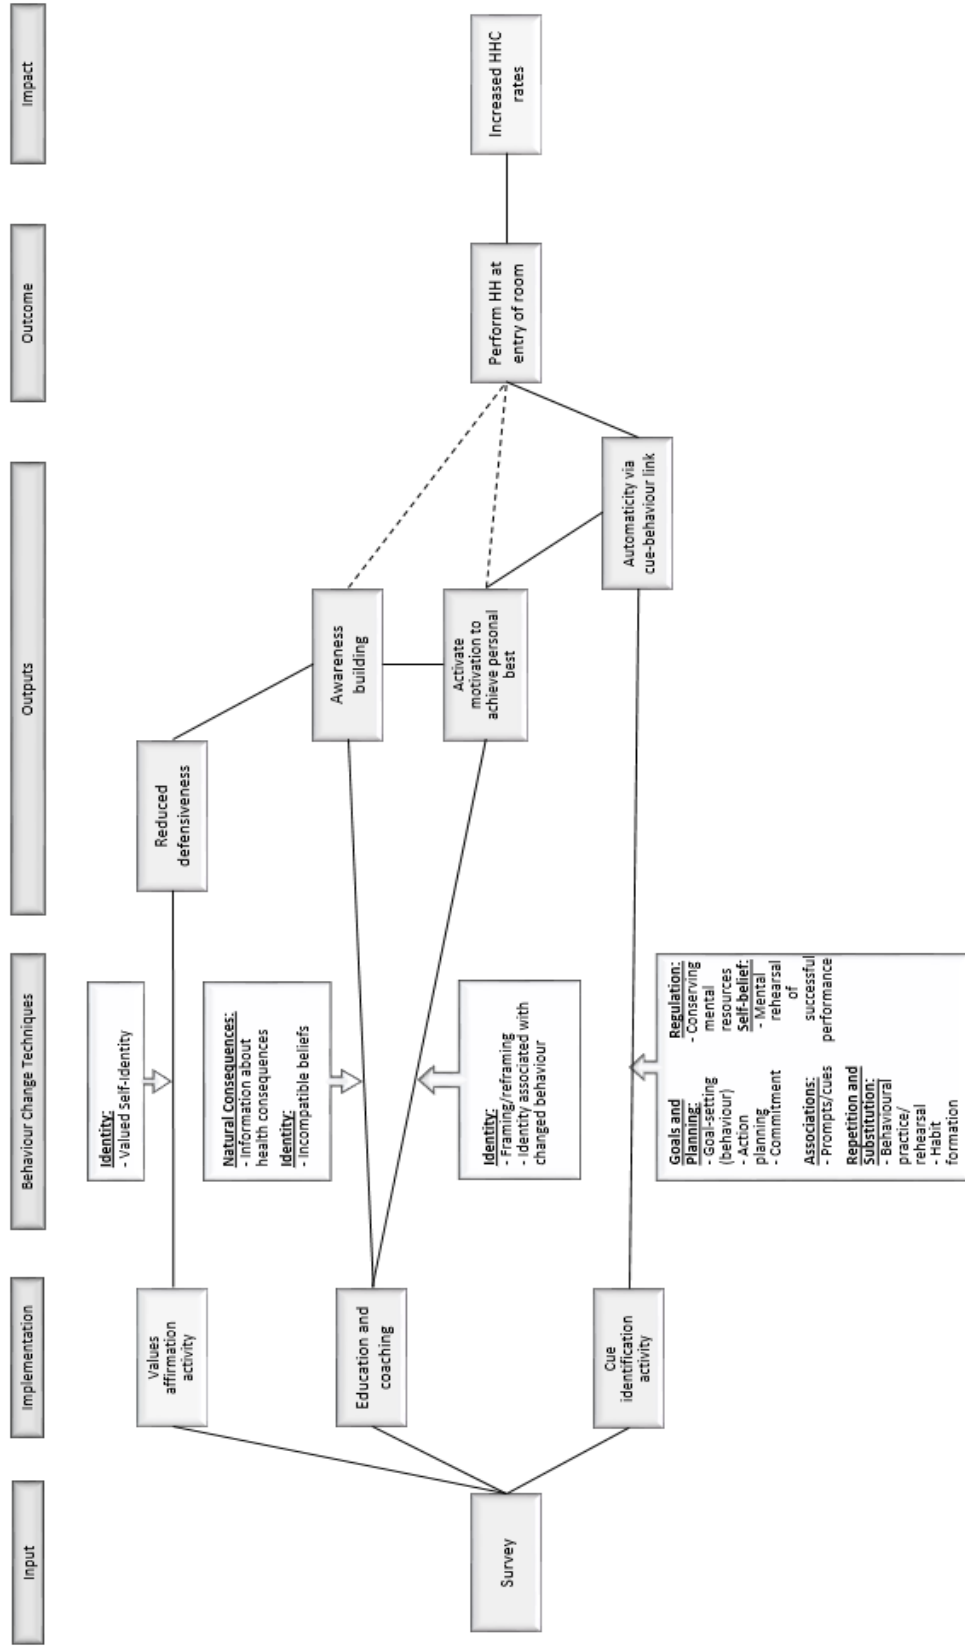 Input
Implementation
Behaviour Change Techniques
Outputs
Outcome
Impact
Survey
Values
affirmation
activity
Education and
coaching
Cue
identification
activity
Identity:
- Valued Self-Identity
Natural Consequences:
- Information about
health consequences
Identity:
- Incompatible beliefs
Identity:
- Framing/reframing
- Identity associated with
changed behaviour
Goals and
Planning:
- Goal-setting
(behaviour)
- Action
planning
- Commitment
Associations:
- Prompts/cues
Repetition and
Substitution:
- Behavioural
practice/
rehearsal
- Habit
formation
Regulation:
- Conserving
mental
resources
Self-belief:
- Mental
rehearsal
of
successful
performance
Reduced
defensiveness
Awareness
building
Activate
motivation to
achieve personal
best
Automaticity via
cue-behaviour link
Perform HH at
entry of room
Increased HHC
rates